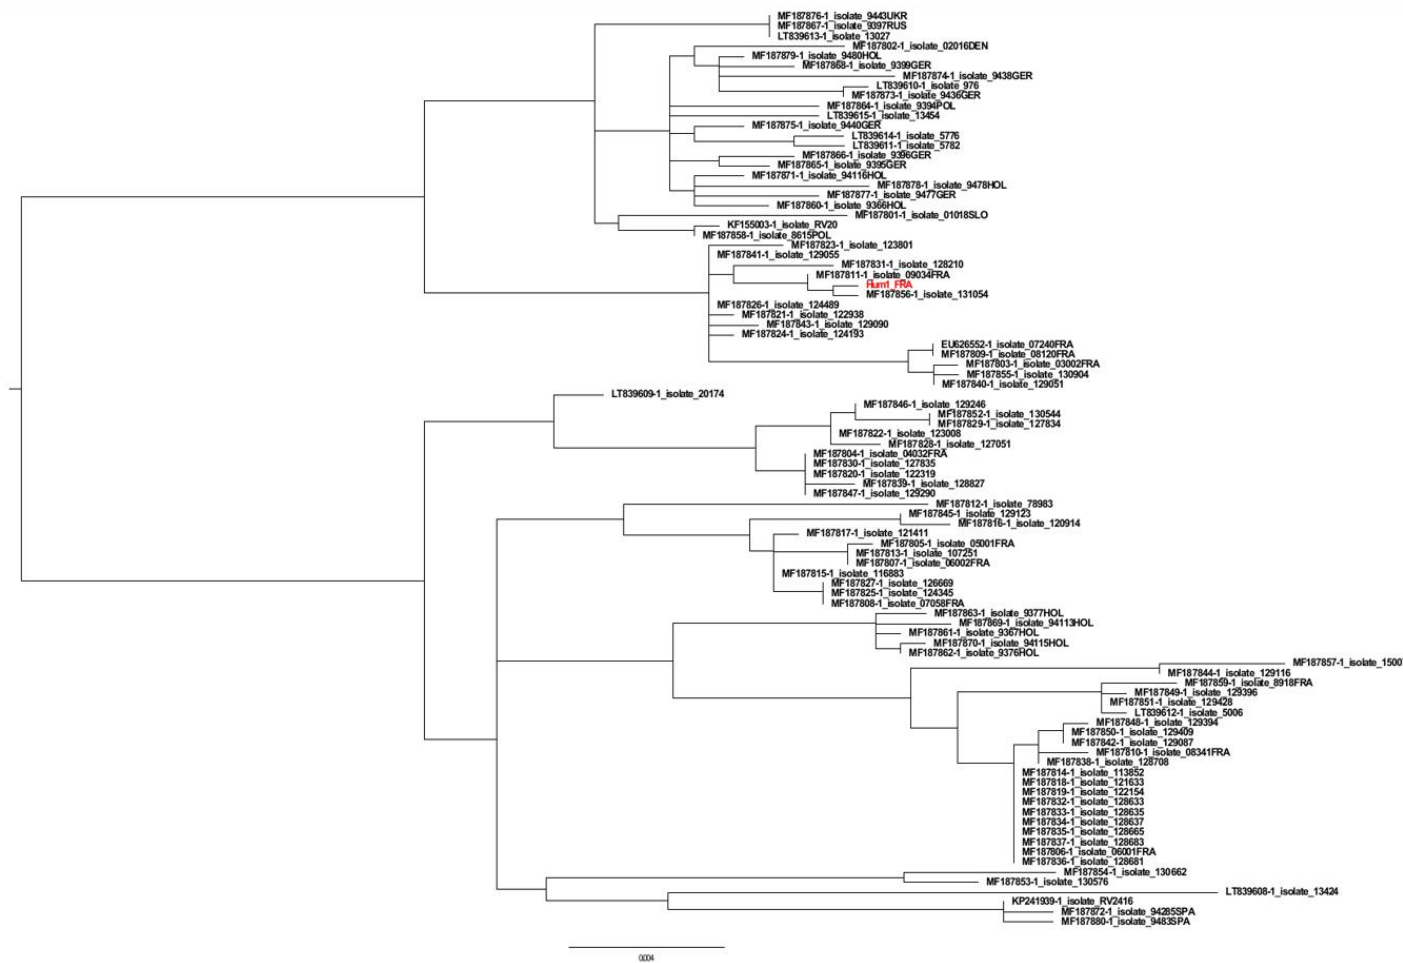 MF187876-1_isolate_9443UKR
MF187867-1_isolate_9397RUS
LT839613-1_isolate_13027
MF187802-1_isolate_02016DEN
MF187879-1_isolate_9480HOL
MF187868-1_isolate_9399GER
MF187874-1_isolate_9438GER
LT839610-1_isolate_976
MF187873-1_isolate_9436GER
MF187864-1_isolate_9394POL
LT839615-1_isolate_13454
MF187875-1_isolate_9440GER
LT839614-1_isolate_5776
LT839611-1_isolate_5782
MF187866-1_isolate_9396GER
MF187865-1_isolate_9395GER
MF187871-1_isolate_94116HOL
MF187878-1_isolate_9478HOL
MF187877-1_isolate_9477GER
MF187860-1_isolate_9366HOL
MF187801-1_isolate_01018SLO
KF155003-1_isolate_RV20
MF187858-1_isolate_8615POL
MF187823-1_isolate_123801
MF187841-1_isolate_129055
MF187831-1_isolate_128210
MF187811-1_isolate_09034FRA
Hum1_FRA
MF187856-1_isolate_131054
MF187826-1_isolate_124489
MF187821-1_isolate_122938
MF187843-1_isolate_129090
MF187824-1_isolate_124193
EU626552-1_isolate_07240FRA
MF187809-1_isolate_08120FRA
MF187803-1_isolate_03002FRA
MF187855-1_isolate_130904
MF187840-1_isolate_129051
LT839609-1_isolate_20174
MF187846-1_isolate_129246
MF187852-1_isolate_130544
MF187829-1_isolate_127834
MF187822-1_isolate_123008
MF187828-1_isolate_127051
MF187804-1_isolate_04032FRA
MF187830-1_isolate_127835
MF187820-1_isolate_122319
MF187839-1_isolate_128827
MF187847-1_isolate_129290
MF187812-1_isolate_78983
MF187845-1_isolate_129123
MF187816-1_isolate_120914
MF187817-1_isolate_121411
MF187805-1_isolate_05001FRA
MF187813-1_isolate_107251
MF187807-1_isolate_06002FRA
MF187815-1_isolate_116883
MF187827-1_isolate_126669
MF187825-1_isolate_124345
MF187808-1_isolate_07058FRA
MF187863-1_isolate_9377HOL
MF187869-1_isolate_94113HOL
MF187861-1_isolate_9367HOL
MF187870-1_isolate_94115HOL
MF187862-1_isolate_9376HOL
MF187857-1_isolate_1500
MF187844-1_isolate_129116
MF187859-1_isolate_8918FRA
MF187849-1_isolate_129396
MF187851-1_isolate_129428
LT839612-1_isolate_5006
MF187848-1_isolate_129394
MF187850-1_isolate_129409
MF187842-1_isolate_129087
MF187810-1_isolate_08341FRA
MF187838-1_isolate_128708
MF187814-1_isolate_113852
MF187818-1_isolate_121633
MF187819-1_isolate_122154
MF187832-1_isolate_128633
MF187833-1_isolate_128635
MF187834-1_isolate_128637
MF187835-1_isolate_128665
MF187837-1_isolate_128683
MF187806-1_isolate_06001FRA
MF187836-1_isolate_128681
MF187854-1_isolate_130662
MF187853-1_isolate_130576
LT839608-1_isolate_13424
KP241939-1_isolate_RV2416
MF187872-1_isolate_94285SPA
MF187880-1_isolate_9483SPA
0.004